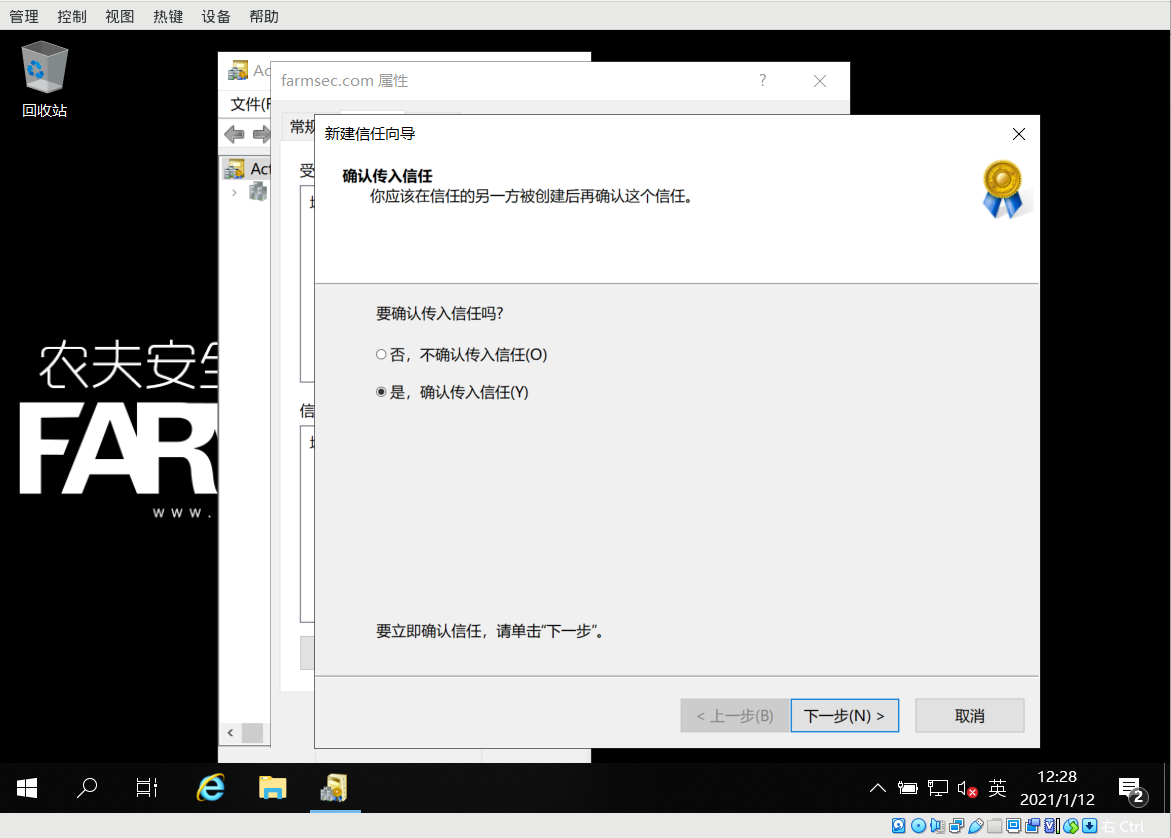 管理 控制 视图 热键 设备 帮助
回收站
Ac
farmsec.com 属性 ?
文件(F
常规
新建信任向导
Act
受
确认传入信任
你应该在信任的另一方被创建后再确认这个信任。
要确认传入信任吗?
否，不确认传入信任(O)
是，确认传入信任(Y)
农夫安全
FAR
信
www.
要立即确认信任，请单击“下一步”。
< 上一步(B) 下一步(N) > 取消
英
12:28
2021/1/12
2
右 Ctrl